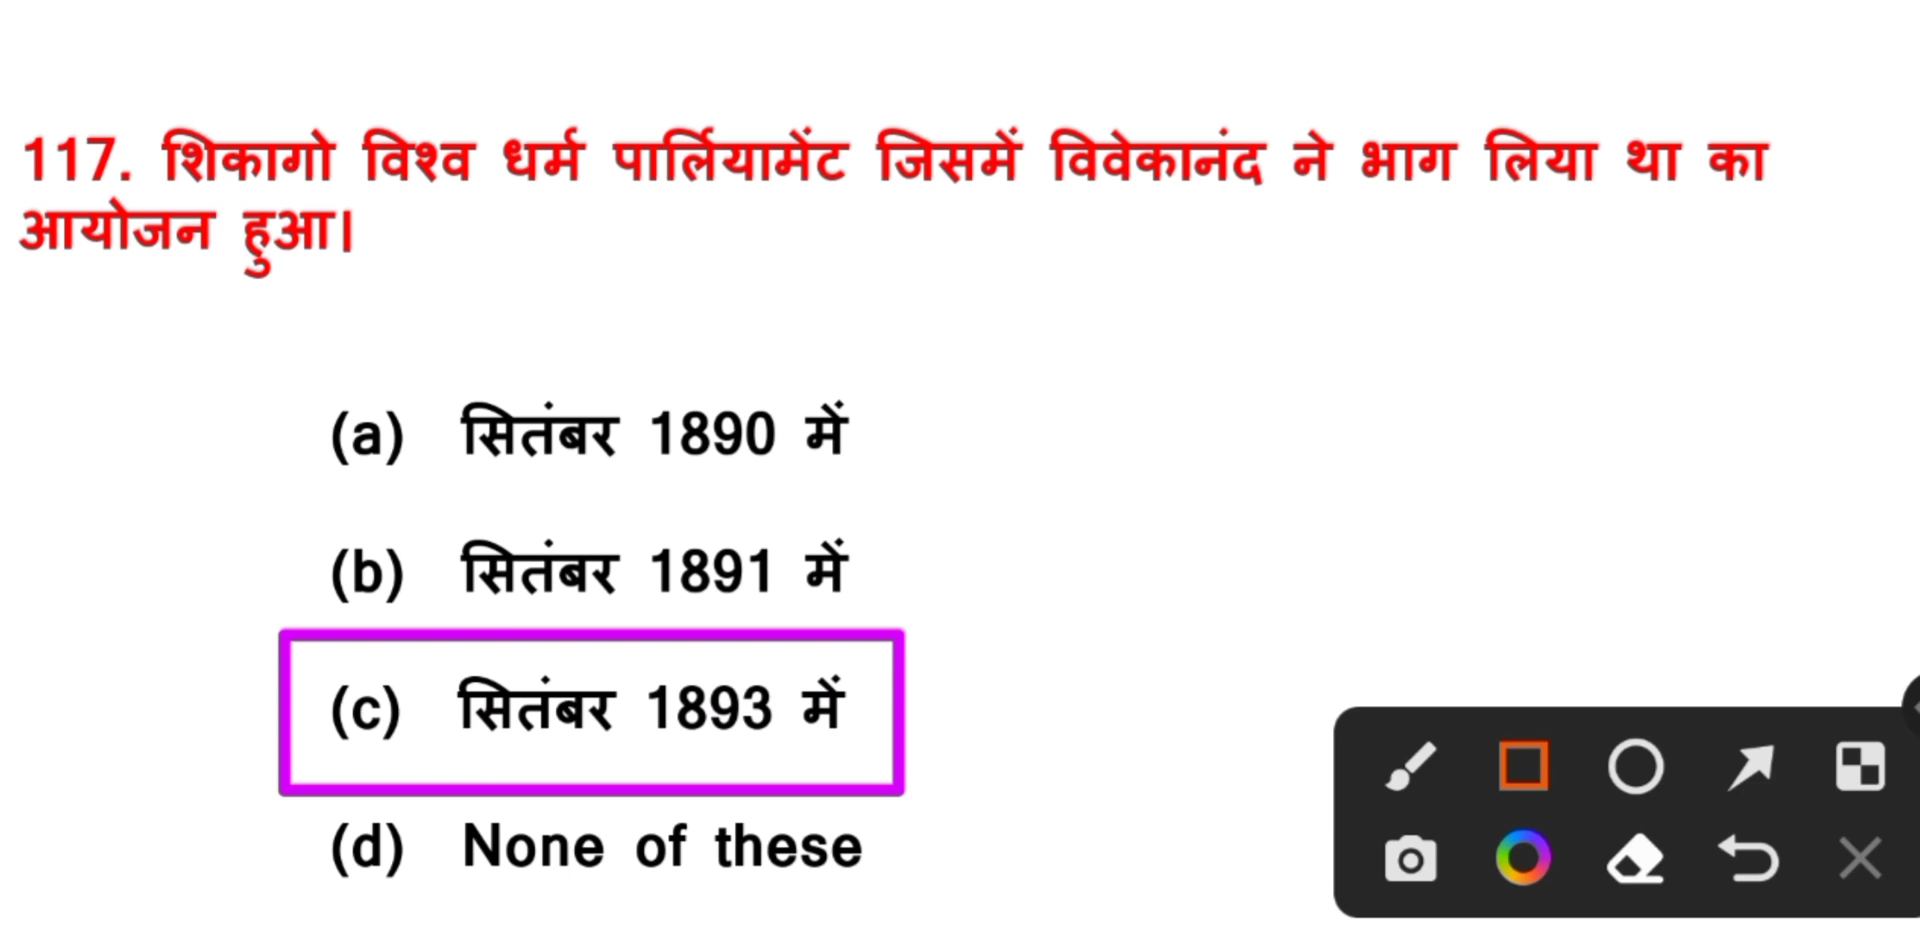 117. शिकागो विश्व धर्म पार्लियामेंट जिसमें विवेकानंद ने भाग लिया था का
आयोजन हुआ।
(a) सितंबर 1890 में
(b) सितंबर 1891 में
(c) सितंबर 1893 में
(d) None of these